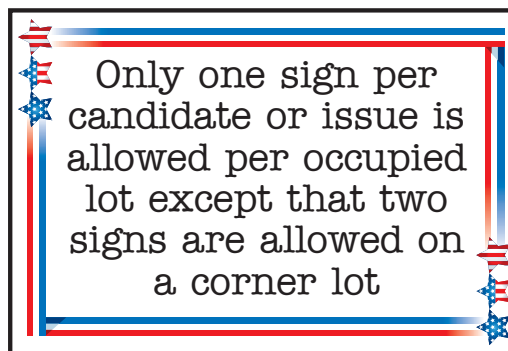 Only one sign per
candidate or issue is
allowed per occupied
lot except that two
signs are allowed on
a corner lot